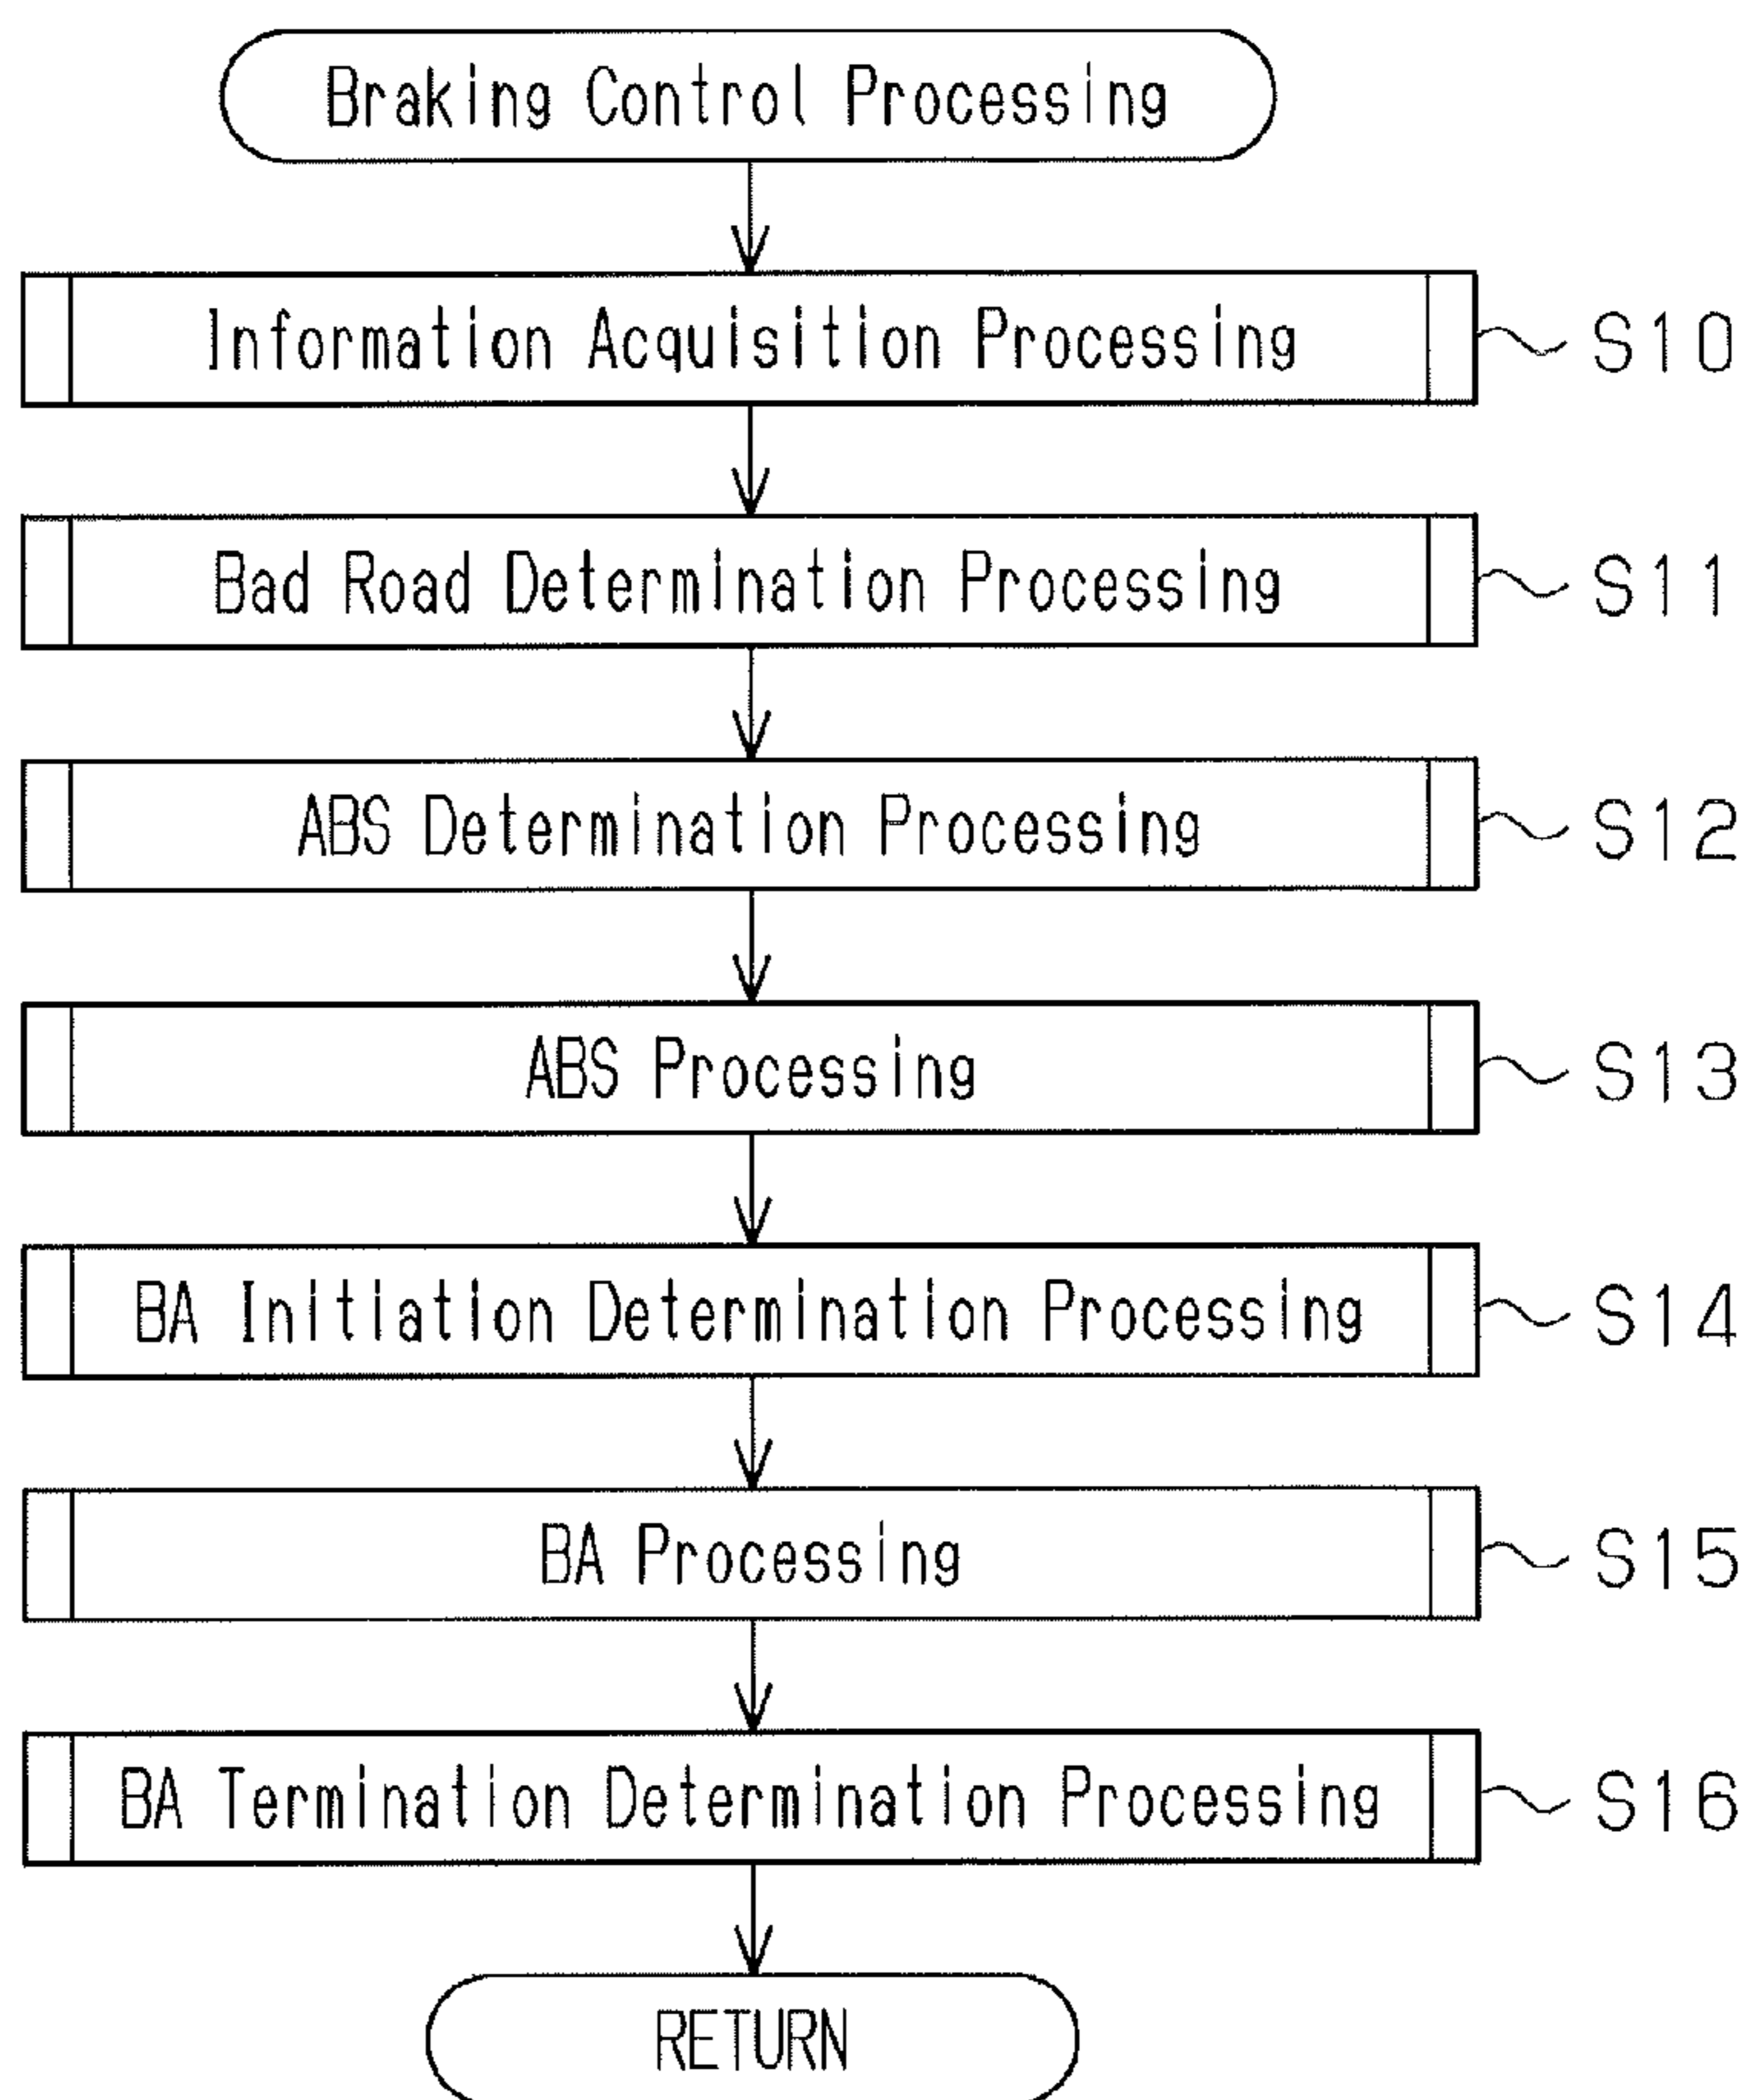 Braking Control Processing
Information Acquisition Processing S10
Bad Road Determination Processing S11
ABS Determination Processing S12
ABS Processing S13
BA Initiation Determination Processing S14
BA Processing S15
BA Termination Determination Processing S16
RETURN